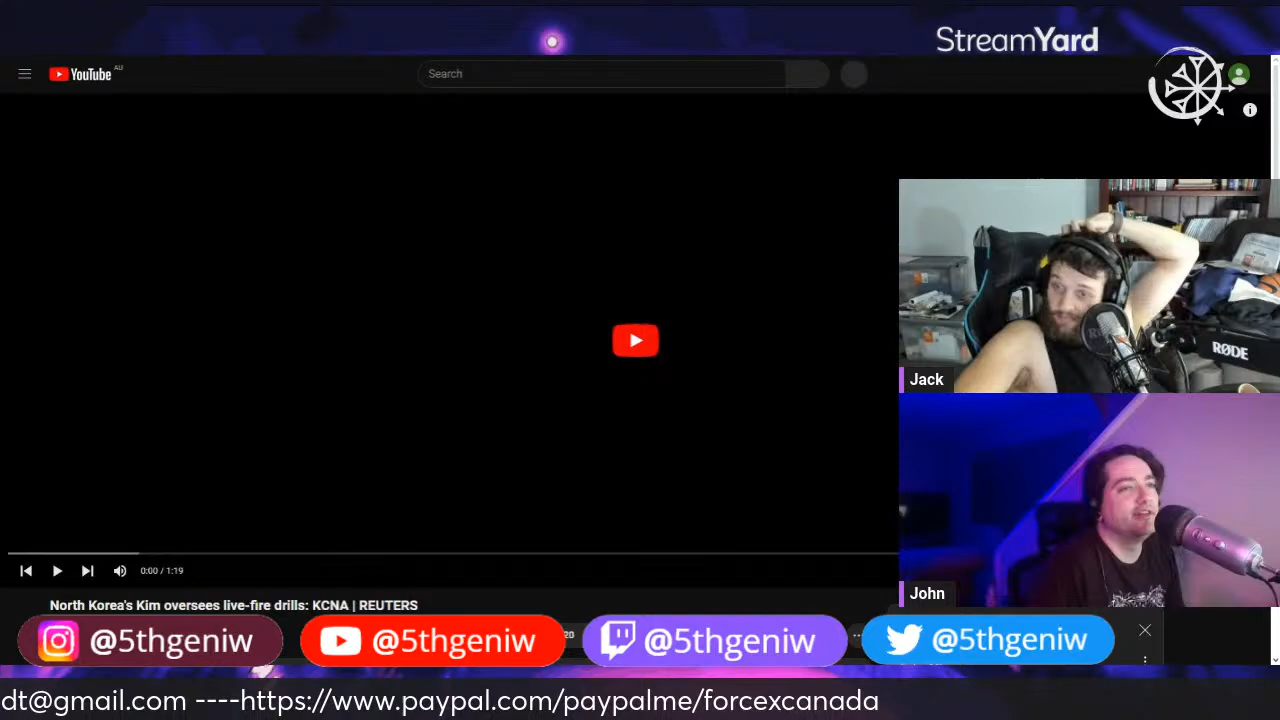 StreamYard
YouTube AU
Search
RØDE
Jack
John
0:00 / 1:19
North Korea's Kim oversees live-fire drills: KCNA | REUTERS
@5thgeniw
@5thgeniw
@5thgeniw
@5thgeniw
dt@gmail.com ----https://www.paypal.com/paypalme/forcexcanada